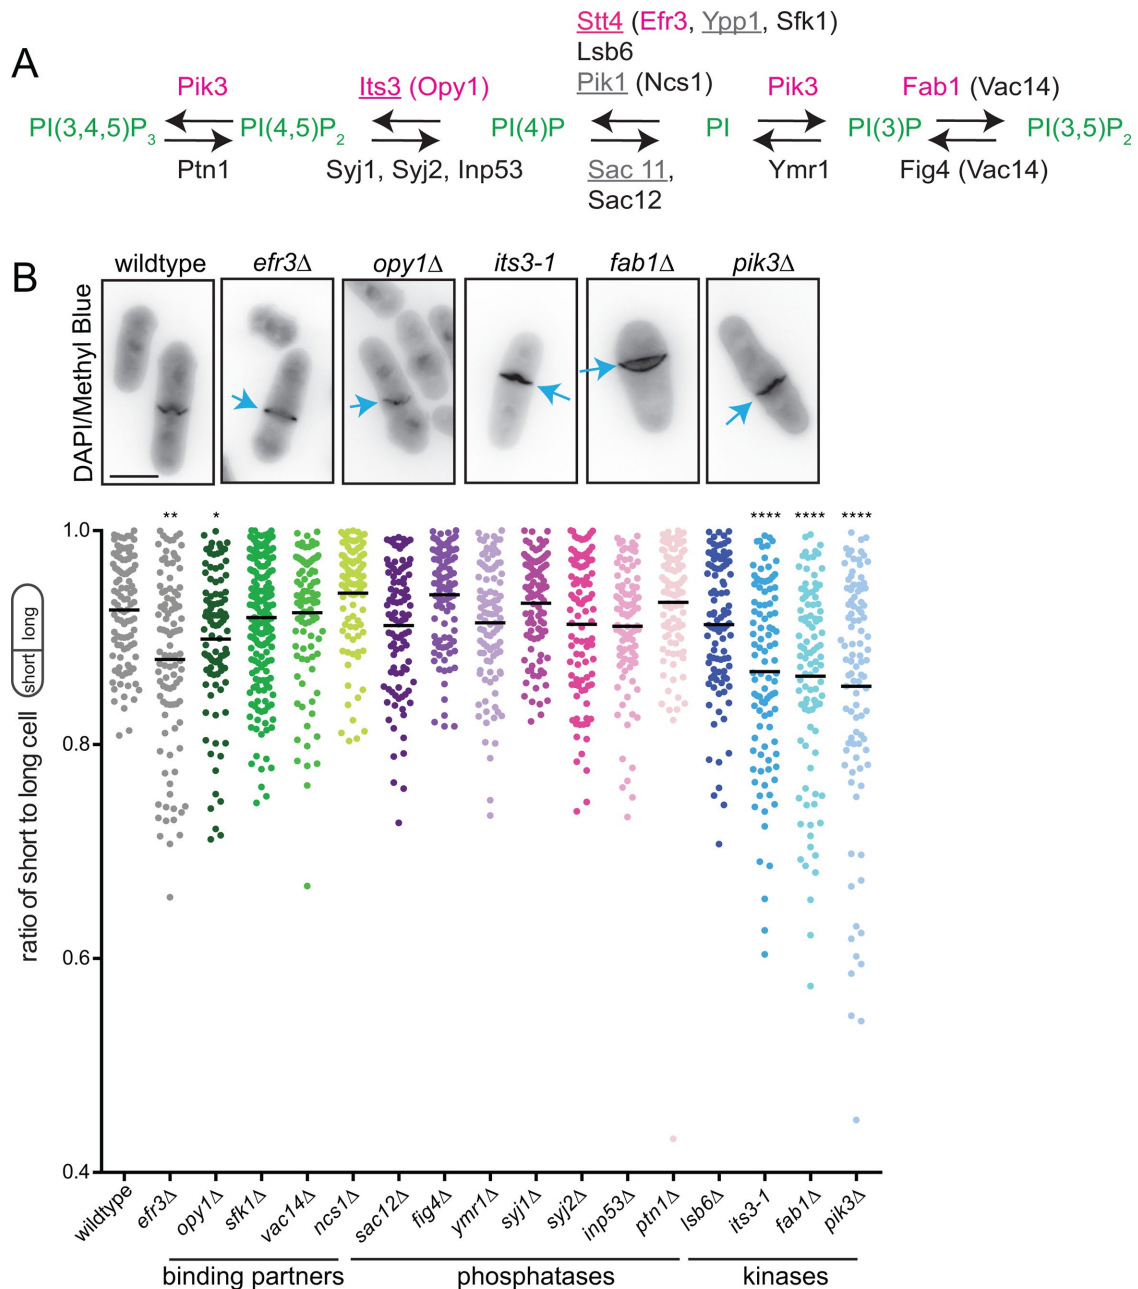 A
Stt4 (Efr3, Ypp1, Sfk1)
Lsb6
Pik1 (Ncs1)
Pik3 Its3 (Opy1) Pik3 Fab1 (Vac14)
PI(3,4,5)P3 PI(4,5)P2 PI(4)P PI PI(3)P PI(3,5)P2
Ptn1 Syj1, Syj2, Inp53 Sac 11, Ymr1 Fig4 (Vac14)
Sac12
B
DAPI/Methyl Blue
wildtype efr3Δ opy1Δ its3-1 fab1Δ pik3Δ
ratio of short to long cell
short long
** * **** **** ****
1.0
0.8
0.6
0.4
wildtype efr3Δ opy1Δ sfk1Δ vac14Δ ncs1Δ sac12Δ fig4Δ ymr1Δ syj1Δ syj2Δ inp53Δ ptn1Δ lsb6Δ its3-1 fab1Δ pik3Δ
binding partners phosphatases kinases